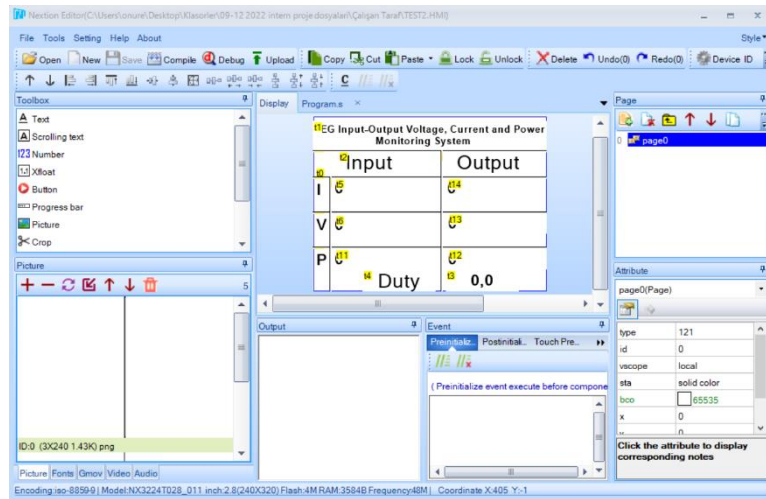 Nextion Editor(C:\Users\onure\Desktop\Klasorler\09-12 2022 intern proje dosyalari\Çalışan Taraf\TEST2.HMI)
File Tools Setting Help About
Style
Open New Save Compile Debug Upload Copy Cut Paste Lock Unlock Delete Undo(0) Redo(0) Device ID
Toolbox
Text
Scrolling text
Number
Xfloat
Button
Progress bar
Picture
Crop
Display Program.s
t1 EG Input-Output Voltage, Current and Power
Monitoring System
t0 t2 Input Output
I t5 t14
V t6 t13
P t11 t12
t4 Duty t3 0,0
Page
0 page0
Picture
5
ID:0 (3X240 1.43K) png
Picture Fonts Gmov Video Audio
Output
Event
Preinitializ... Postinitiali... Touch Pre...
( Preinitialize event execute before compone
Attribute
page0(Page)
type 121
id 0
vscope local
sta solid color
bco 65535
x 0
Click the attribute to display
corresponding notes
Encoding:iso-8859-9 Model:NX3224T028_011 inch:2.8(240X320) Flash:4M RAM:3584B Frequency:48M Coordinate X:405 Y:-1